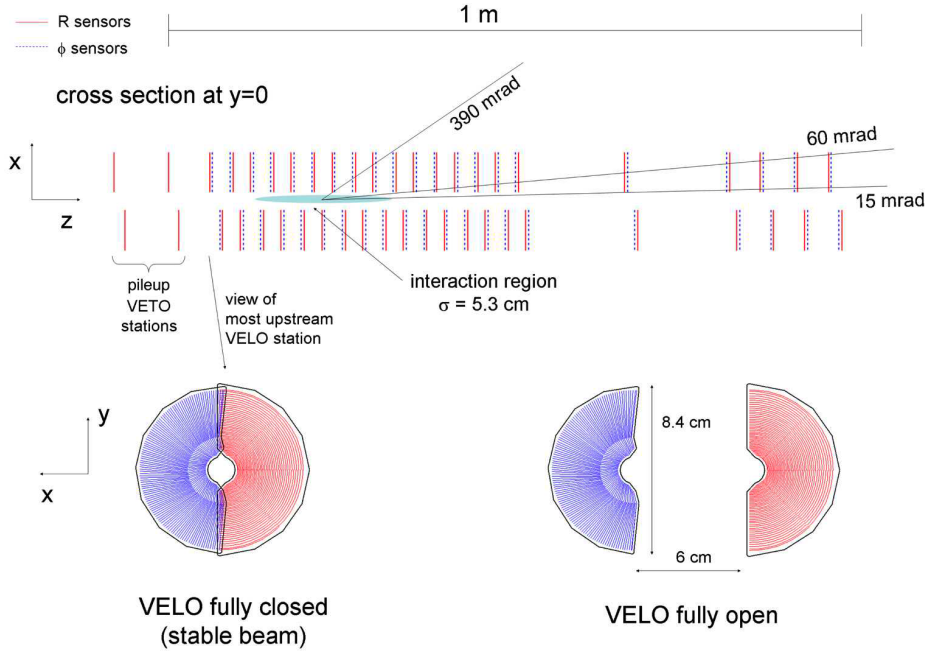 R sensors
1 m
ϕ sensors
cross section at y=0
390 mrad
60 mrad
x
z
15 mrad
pileup
VETO
stations
view of
most upstream
VELO station
interaction region
σ = 5.3 cm
y
x
8.4 cm
6 cm
VELO fully closed
(stable beam)
VELO fully open